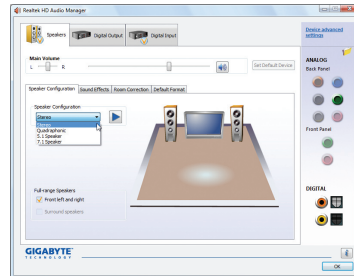 Realtek HD Audio Manager
Speakers
Digital Output
Digital Input
Device advanced settings
Main Volume
L
R
Set Default Device
ANALOG
Back Panel
Speaker Configuration
Sound Effects
Room Correction
Default Format
Speaker Configuration
Stereo
Stereo
Quadraphonic
5.1 Speaker
7.1 Speaker
Front Panel
Full-range Speakers
Front left and right
Surround speakers
DIGITAL
GIGABYTE
TECHNOLOGY
OK